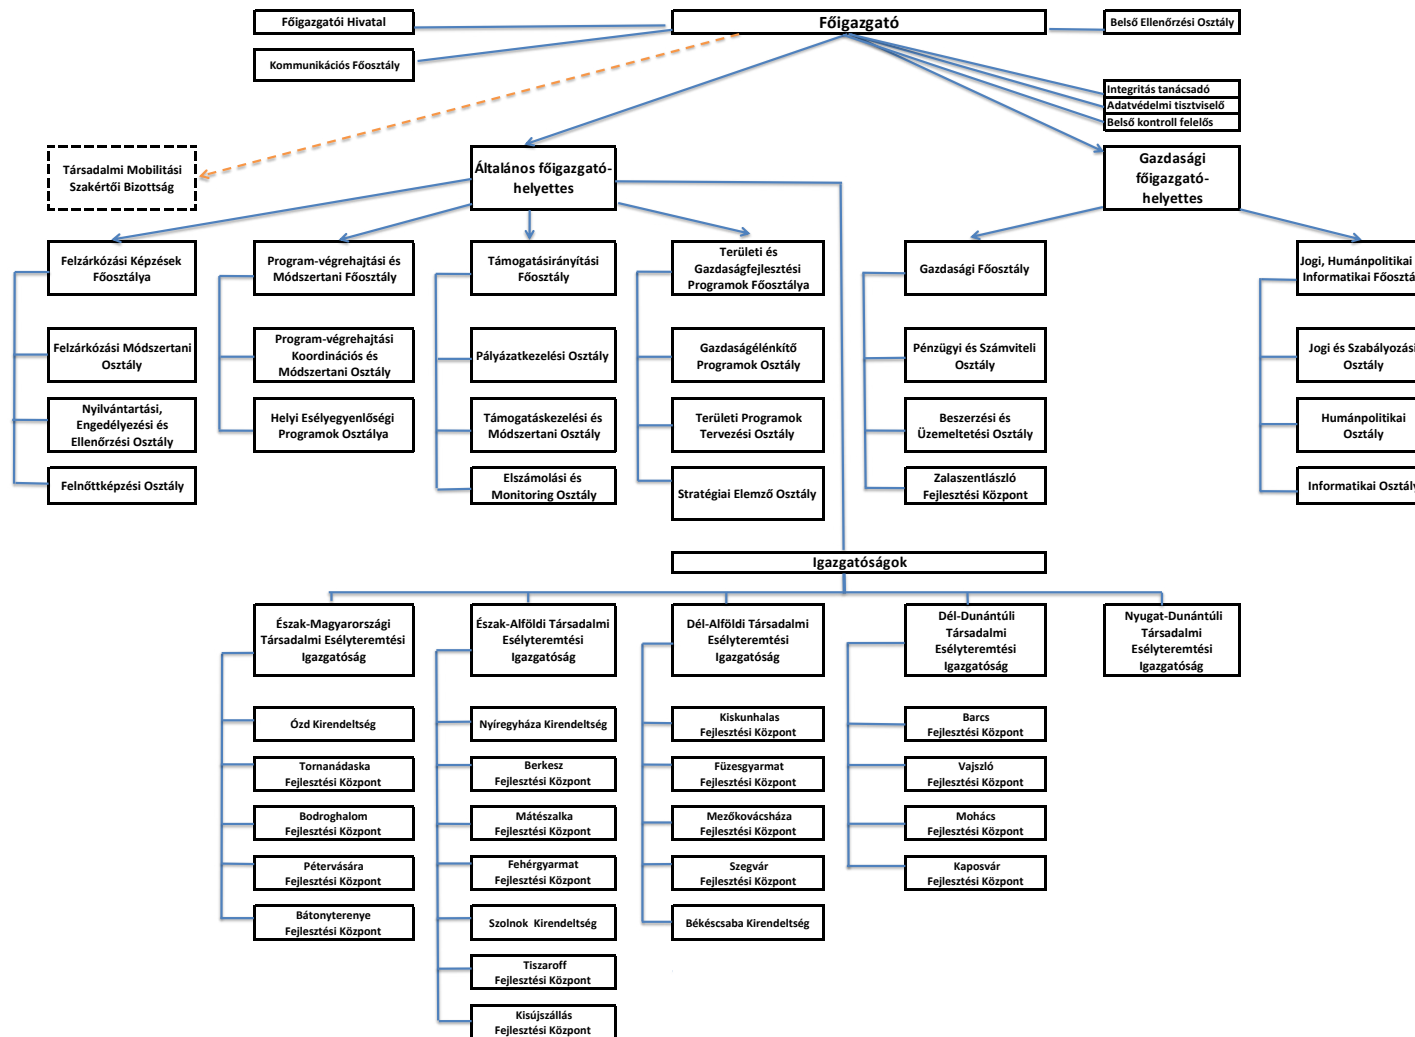 Főigazgatói Hivatal
Főigazgató
Belső Ellenőrzési Osztály
Kommunikációs Főosztály
Integritás tanácsadó
Adatvédelmi tisztviselő
Belső kontroll felelős
Társadalmi Mobilitási
Szakértői Bizottság
Általános főigazgató-
helyettes
Gazdasági
főigazgató-
helyettes
Felzárkózási Képzések
Főosztálya
Program-végrehajtási és
Módszertani Főosztály
Támogatásirányítási
Főosztály
Területi és
Gazdaságfejlesztési
Programok Főosztálya
Gazdasági Főosztály
Jogi, Humánpolitikai
Informatikai Főosztá
Felzárkózási Módszertani
Osztály
Program-végrehajtási
Koordinációs és
Módszertani Osztály
Pályázatkezelési Osztály
Gazdaságélénkítő
Programok Osztály
Pénzügyi és Számviteli
Osztály
Jogi és Szabályozási
Osztály
Nyilvántartási,
Engedélyezési és
Ellenőrzési Osztály
Helyi Esélyegyenlőségi
Programok Osztálya
Támogatáskezelési és
Módszertani Osztály
Területi Programok
Tervezési Osztály
Beszerzési és
Üzemeltetési Osztály
Humánpolitikai
Osztály
Felnőttképzési Osztály
Elszámolási és
Monitoring Osztály
Stratégiai Elemző Osztály
Zalaszentlászló
Fejlesztési Központ
Informatikai Osztály
Igazgatóságok
Észak-Magyarországi
Társadalmi Esélyteremtési
Igazgatóság
Észak-Alföldi Társadalmi
Esélyteremtési
Igazgatóság
Dél-Alföldi Társadalmi
Esélyteremtési
Igazgatóság
Dél-Dunántúli
Társadalmi
Esélyteremtési
Igazgatóság
Nyugat-Dunántúli
Társadalmi
Esélyteremtési
Igazgatóság
Ózd Kirendeltség
Nyíregyháza Kirendeltség
Kiskunhalas
Fejlesztési Központ
Barcs
Fejlesztési Központ
Tornanádaska
Fejlesztési Központ
Berkesz
Fejlesztési Központ
Füzesgyarmat
Fejlesztési Központ
Vajszló
Fejlesztési Központ
Bodroghalom
Fejlesztési Központ
Mátészalka
Fejlesztési Központ
Mezőkovácsháza
Fejlesztési Központ
Mohács
Fejlesztési Központ
Pétervására
Fejlesztési Központ
Fehérgyarmat
Fejlesztési Központ
Szegvár
Fejlesztési Központ
Kaposvár
Fejlesztési Központ
Bátonyterenye
Fejlesztési Központ
Szolnok Kirendeltség
Békéscsaba Kirendeltség
Tiszaroff
Fejlesztési Központ
Kisújszállás
Fejlesztési Központ